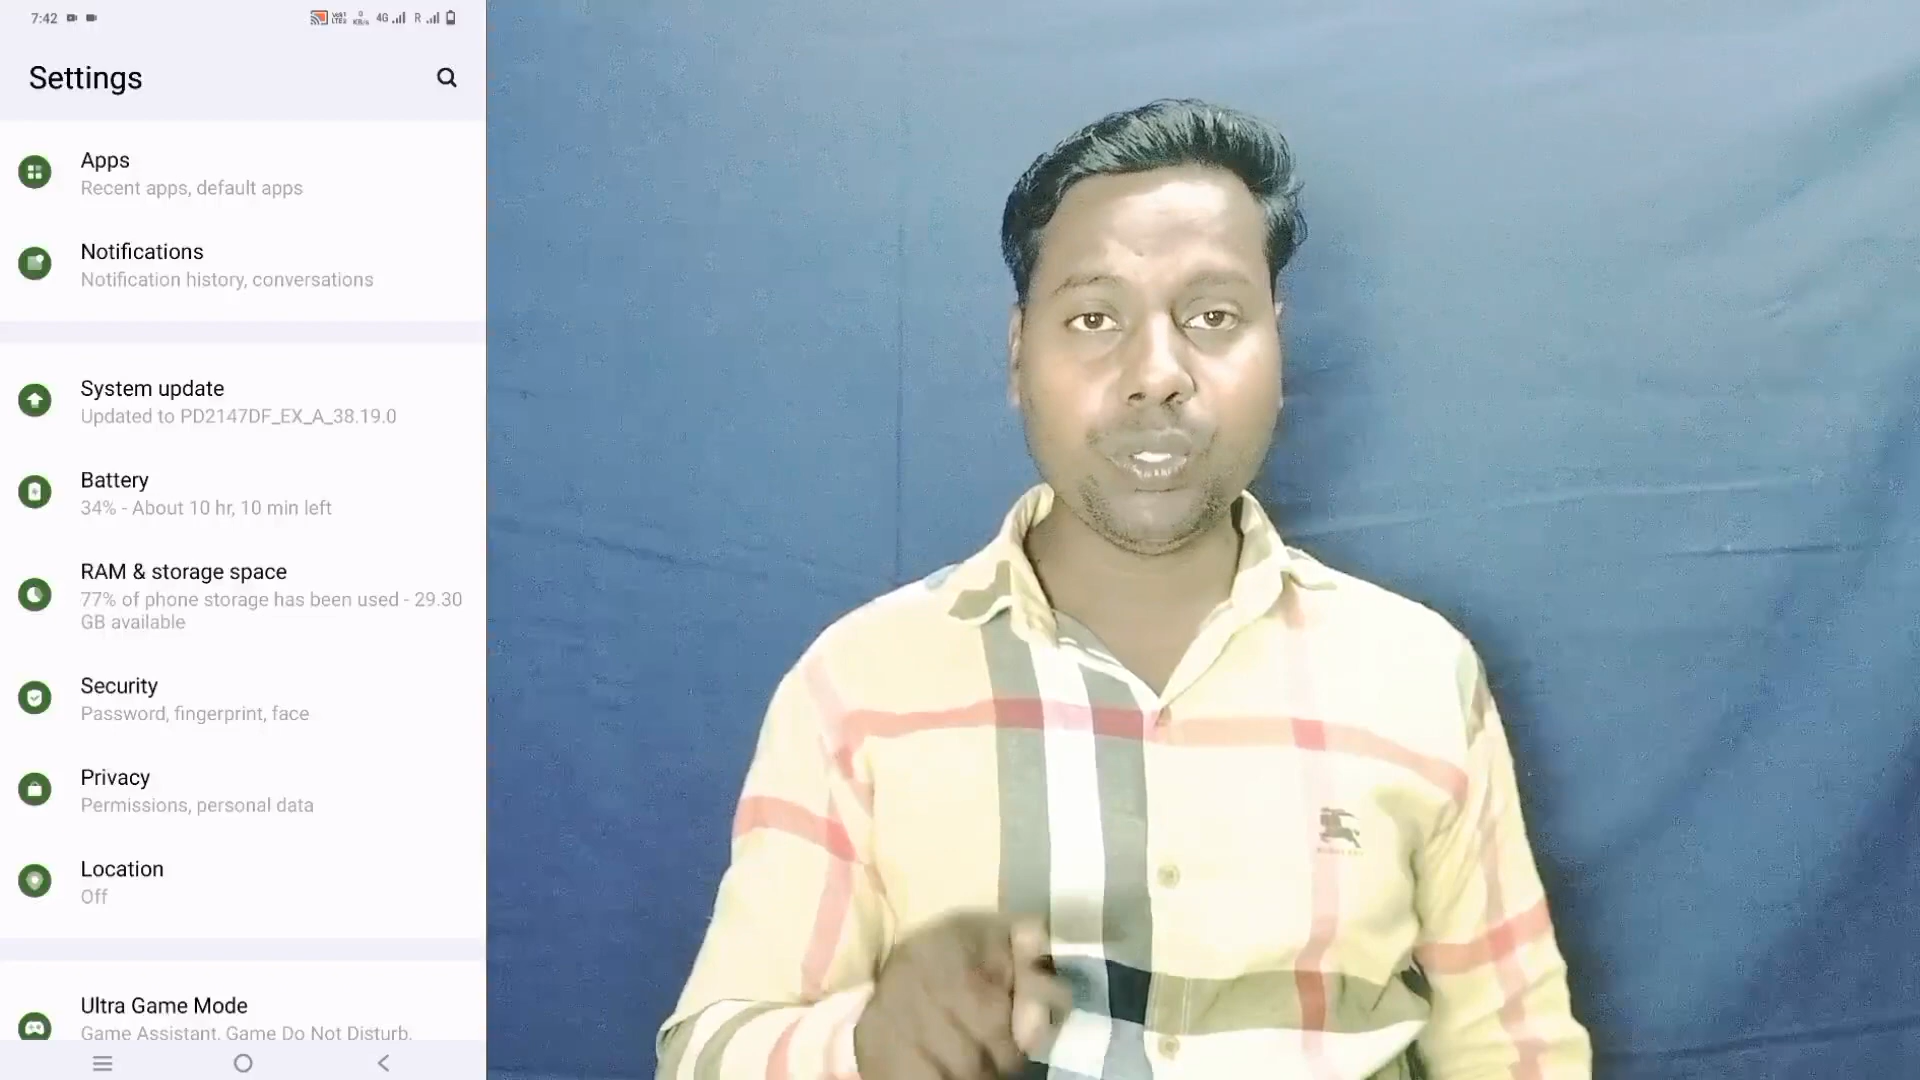 7:42
4G
R
Settings
Apps
Recent apps, default apps
Notifications
Notification history, conversations
System update
Updated to PD2147DF_EX_A_38.19.0
Battery
34% - About 10 hr, 10 min left
RAM & storage space
77% of phone storage has been used - 29.30
GB available
Security
Password, fingerprint, face
Privacy
Permissions, personal data
Location
Off
Ultra Game Mode
Game Assistant, Game Do Not Disturb,